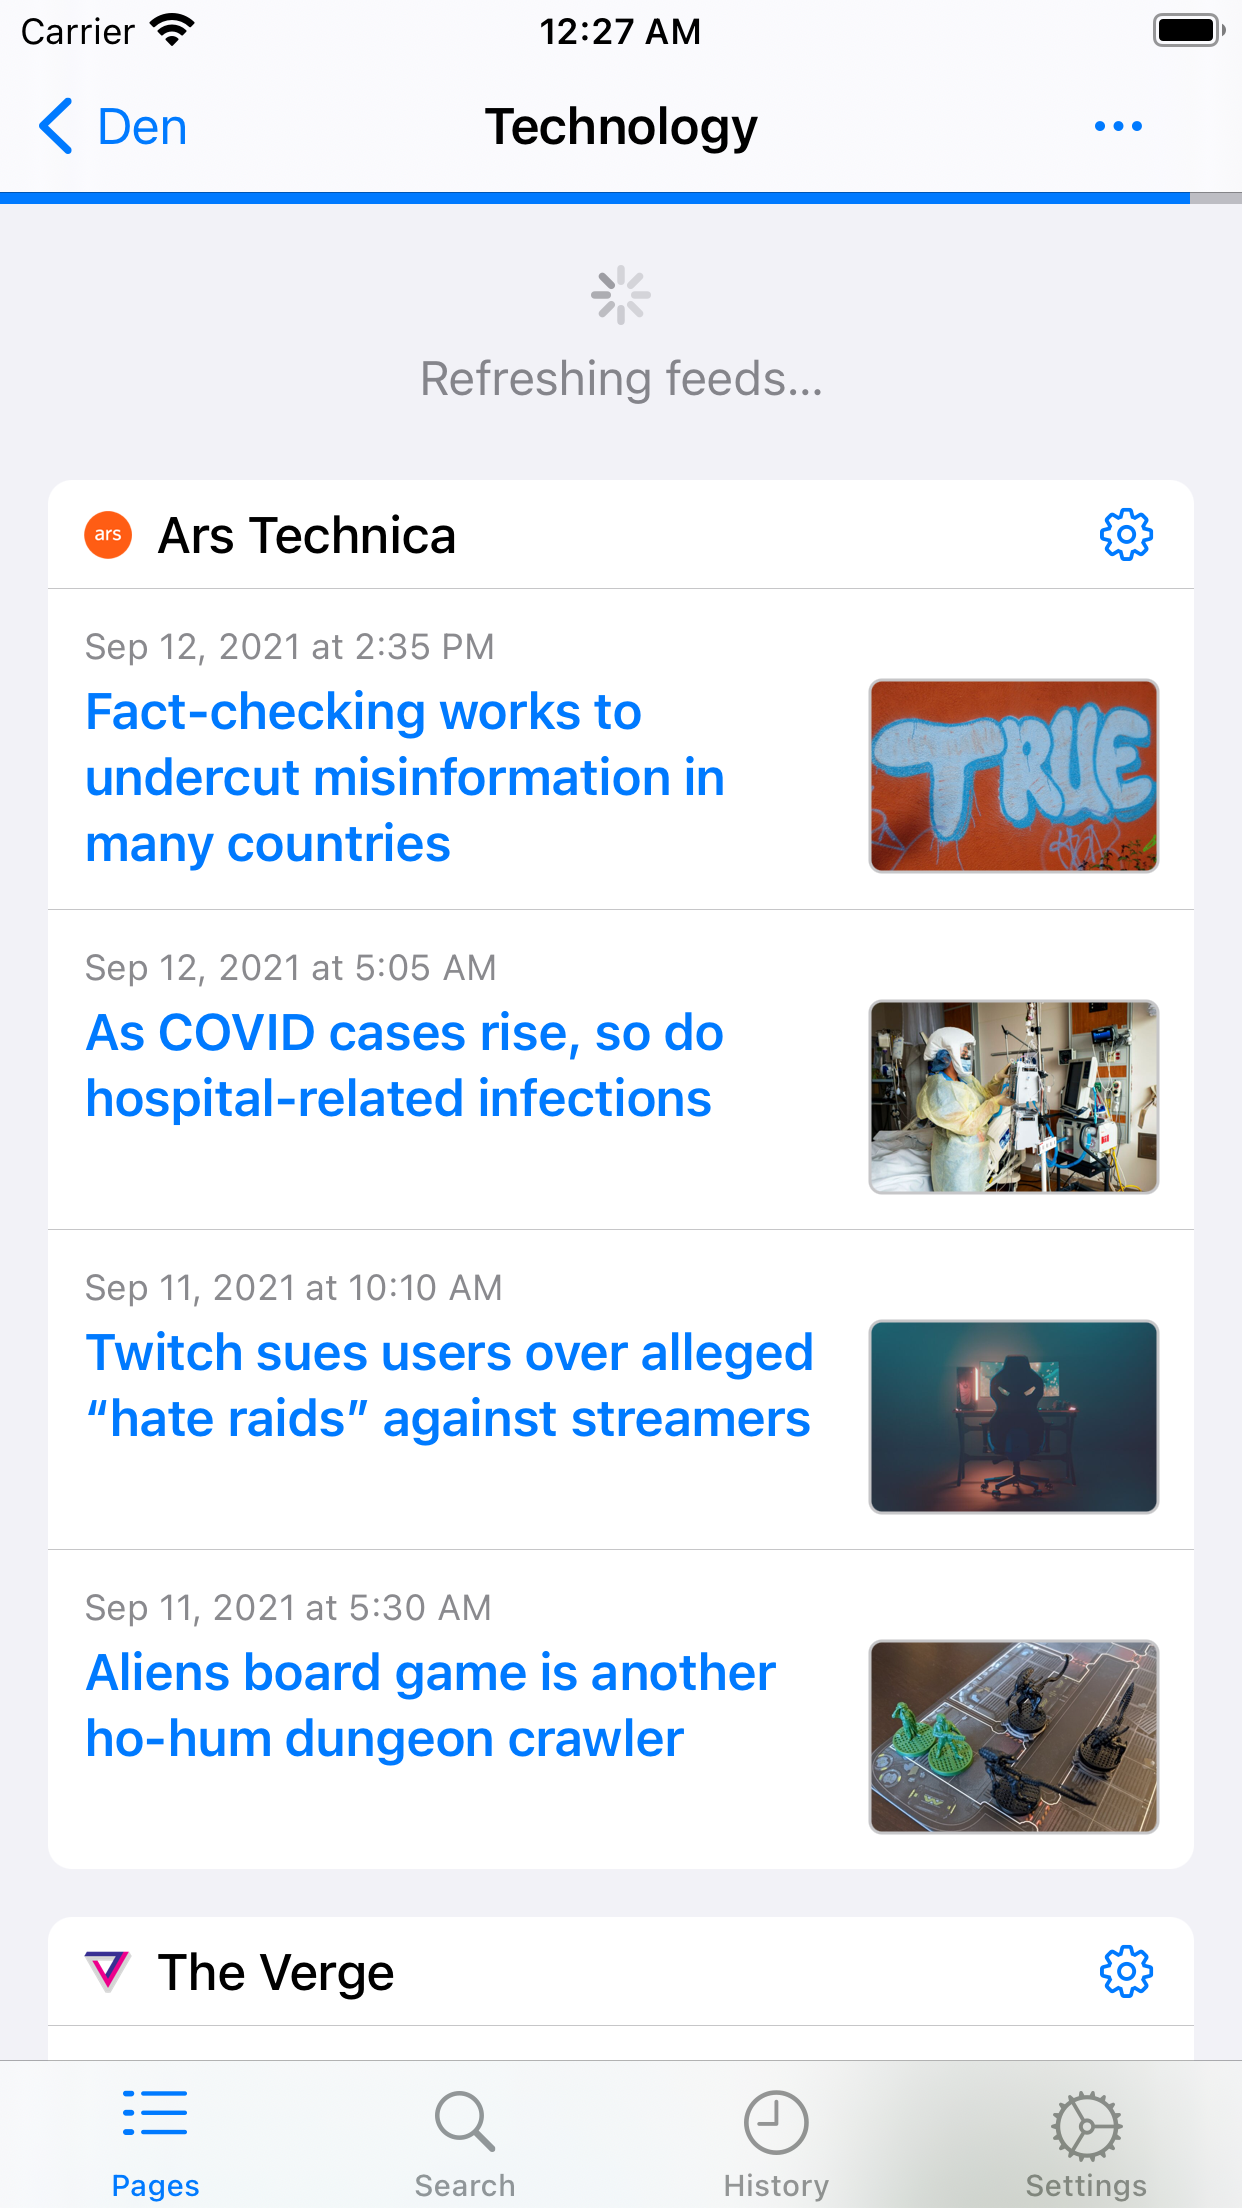 Carrier 12:27 AM
Den Technology
Refreshing feeds...
ars Ars Technica
Sep 12, 2021 at 2:35 PM
Fact-checking works to
undercut misinformation in
many countries
TRUE
Sep 12, 2021 at 5:05 AM
As COVID cases rise, so do
hospital-related infections
Sep 11, 2021 at 10:10 AM
Twitch sues users over alleged
“hate raids” against streamers
Sep 11, 2021 at 5:30 AM
Aliens board game is another
ho-hum dungeon crawler
The Verge
Pages Search History Settings